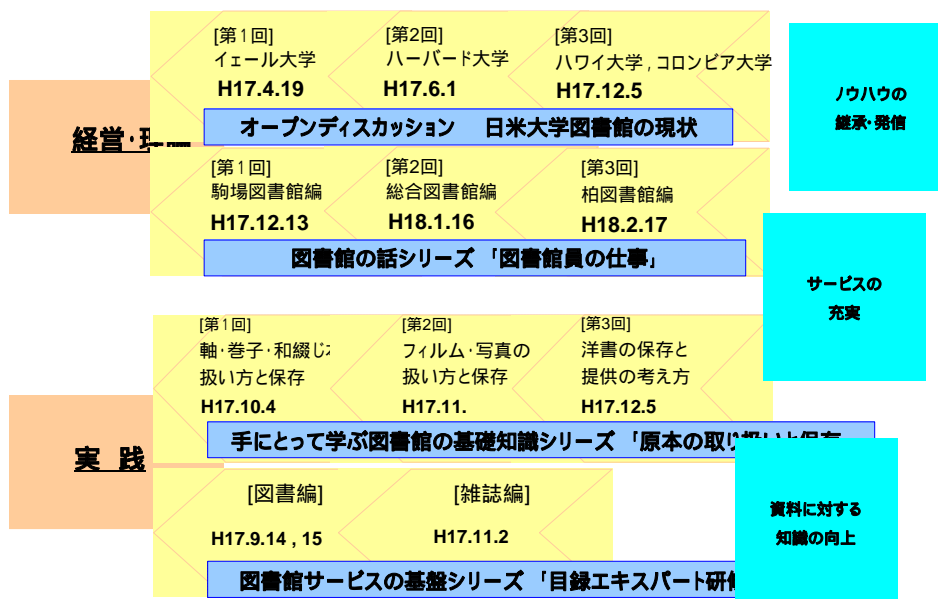 [第1回]
イェール大学
H17.4.19
[第2回]
ハーバード大学
H17.6.1
[第3回]
ハワイ大学 , コロンビア大学
H17.12.5
オープンディスカッション 日米大学図書館の現状
経営・理
[第1回]
駒場図書館編
H17.12.13
[第2回]
総合図書館編
H18.1.16
[第3回]
柏図書館編
H18.2.17
図書館の話シリーズ 「図書館員の仕事」
[第1回]
軸・巻子・和綴じ
扱い方と保存
H17.10.4
[第2回]
フィルム・写真の
扱い方と保存
H17.11.
[第3回]
洋書の保存と
提供の考え方
H17.12.5
手にとって学ぶ図書館の基礎知識シリーズ 「原本の取り扱いと保存
実 践
[図書編]
H17.9.14 , 15
[雑誌編]
H17.11.2
図書館サービスの基盤シリーズ 「目録エキスパート研修
ノウハウの
継承・発信
サービスの
充実
資料に対する
知識の向上